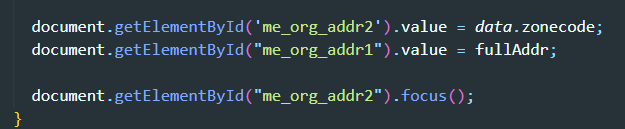 document.getElementById('me_org_addr2').value = data.zonecode;
document.getElementById("me_org_addr1").value = fullAddr;
document.getElementById("me_org_addr2").focus();
}